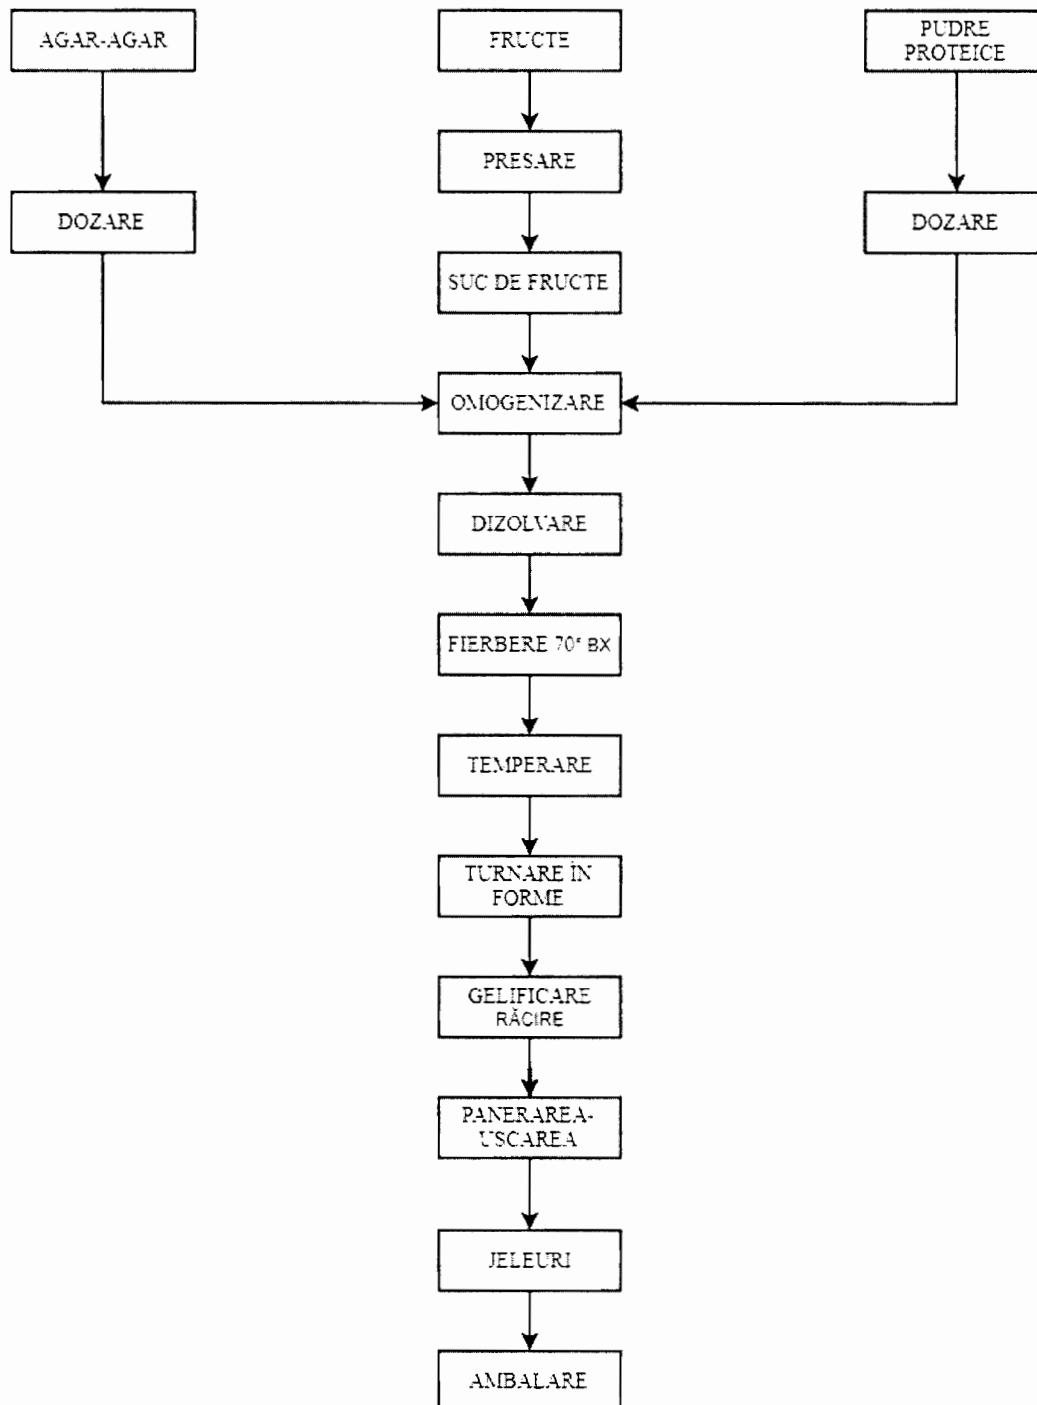 AGAR-AGAR
FRUCTE
PUDRE
PROTEICE
PRESARE
DOZARE
DOZARE
SUC DE FRUCTE
OMOGENIZARE
DIZOLVARE
FIERBERE 70° BX
TEMPERARE
TURNARE ÎN
FORME
GELIFICARE
RĂCIRE
PANERAREA-
USCAREA
JELEURI
AMBALARE